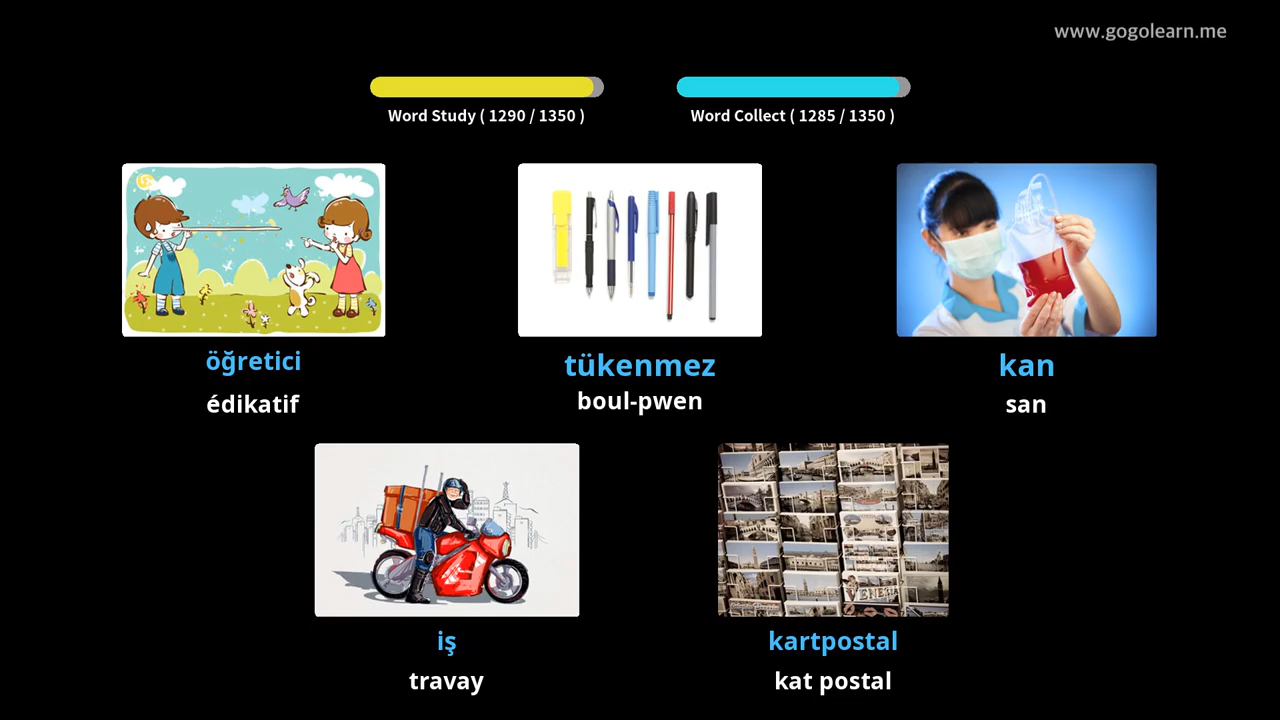 www.gogolearn.me
Word Study ( 1290 / 1350 )
Word Collect ( 1285 / 1350 )
öğretici
tükenmez
kan
édikatif
boul-pwen
san
iş
kartpostal
travay
kat postal